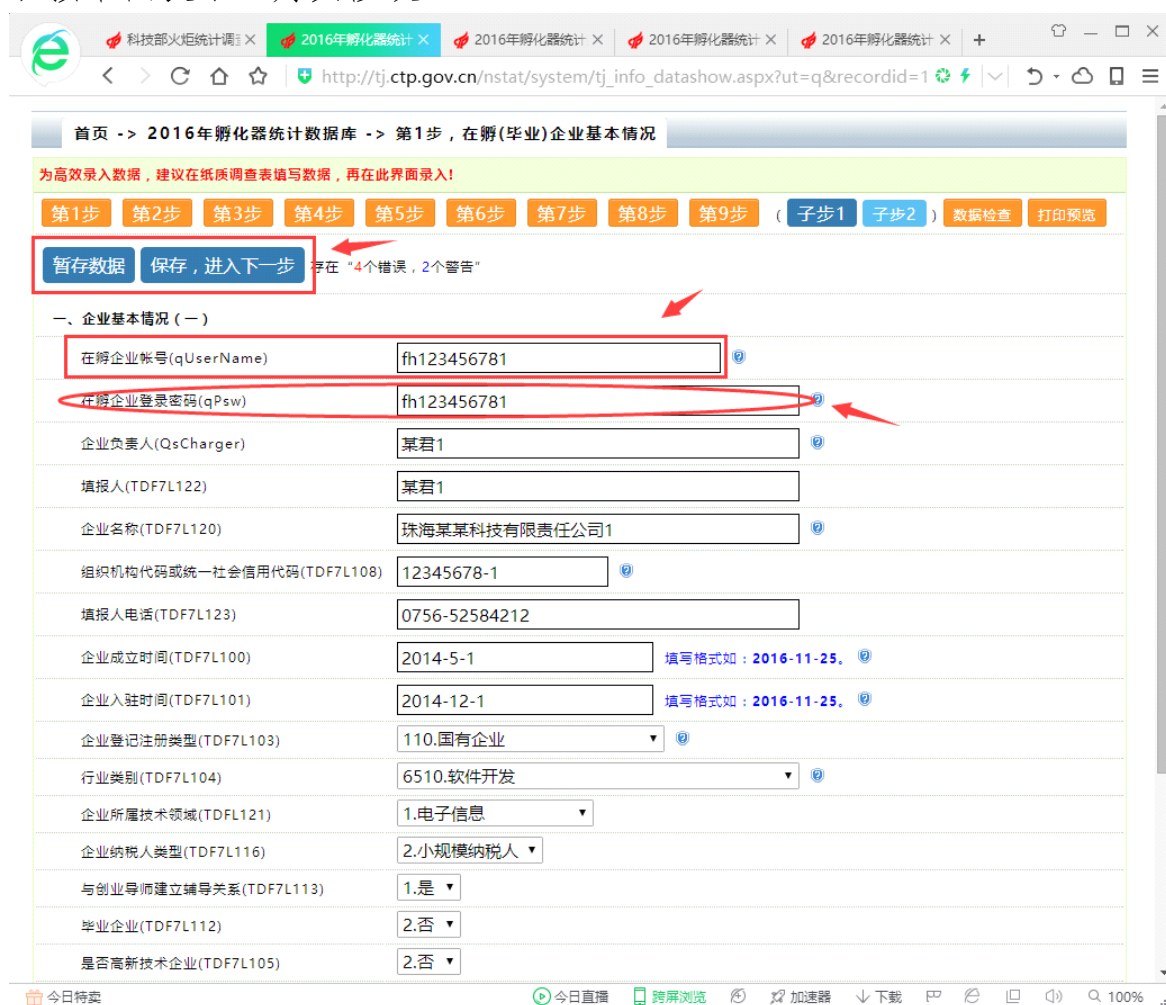 科技部火炬统计调
2016年孵化器统计
2016年孵化器统计
2016年孵化器统计
2016年孵化器统计
http://tj.ctp.gov.cn/nstat/system/tj_info_datashow.aspx?ut=q&recordid=1
首页 -> 2016年孵化器统计数据库 -> 第1步，在孵(毕业)企业基本情况
为高效录入数据，建议在纸质调查表填写数据，再在此界面录入!
第1步 第2步 第3步 第4步 第5步 第6步 第7步 第8步 第9步 ( 子步1 子步2 ) 数据检查 打印预览
暂存数据 保存，进入下一步 存在“4个错误，2个警告”
一、企业基本情况（一）
在孵企业帐号(qUserName) fh123456781
在孵企业登录密码(qPsw) fh123456781
企业负责人(QsCharger) 某君1
填报人(TDF7L122) 某君1
企业名称(TDF7L120) 珠海某某科技有限责任公司1
组织机构代码或统一社会信用代码(TDF7L108) 12345678-1
填报人电话(TDF7L123) 0756-52584212
企业成立时间(TDF7L100) 2014-5-1 填写格式如：2016-11-25。
企业入驻时间(TDF7L101) 2014-12-1 填写格式如：2016-11-25。
企业登记注册类型(TDF7L103) 110.国有企业
行业类别(TDF7L104) 6510.软件开发
企业所属技术领域(TDFL121) 1.电子信息
企业纳税人类型(TDF7L116) 2.小规模纳税人
与创业导师建立辅导关系(TDF7L113) 1.是
毕业企业(TDF7L112) 2.否
是否高新技术企业(TDF7L105) 2.否
今日特卖 今日直播 跨屏浏览 加速器 下载 100%